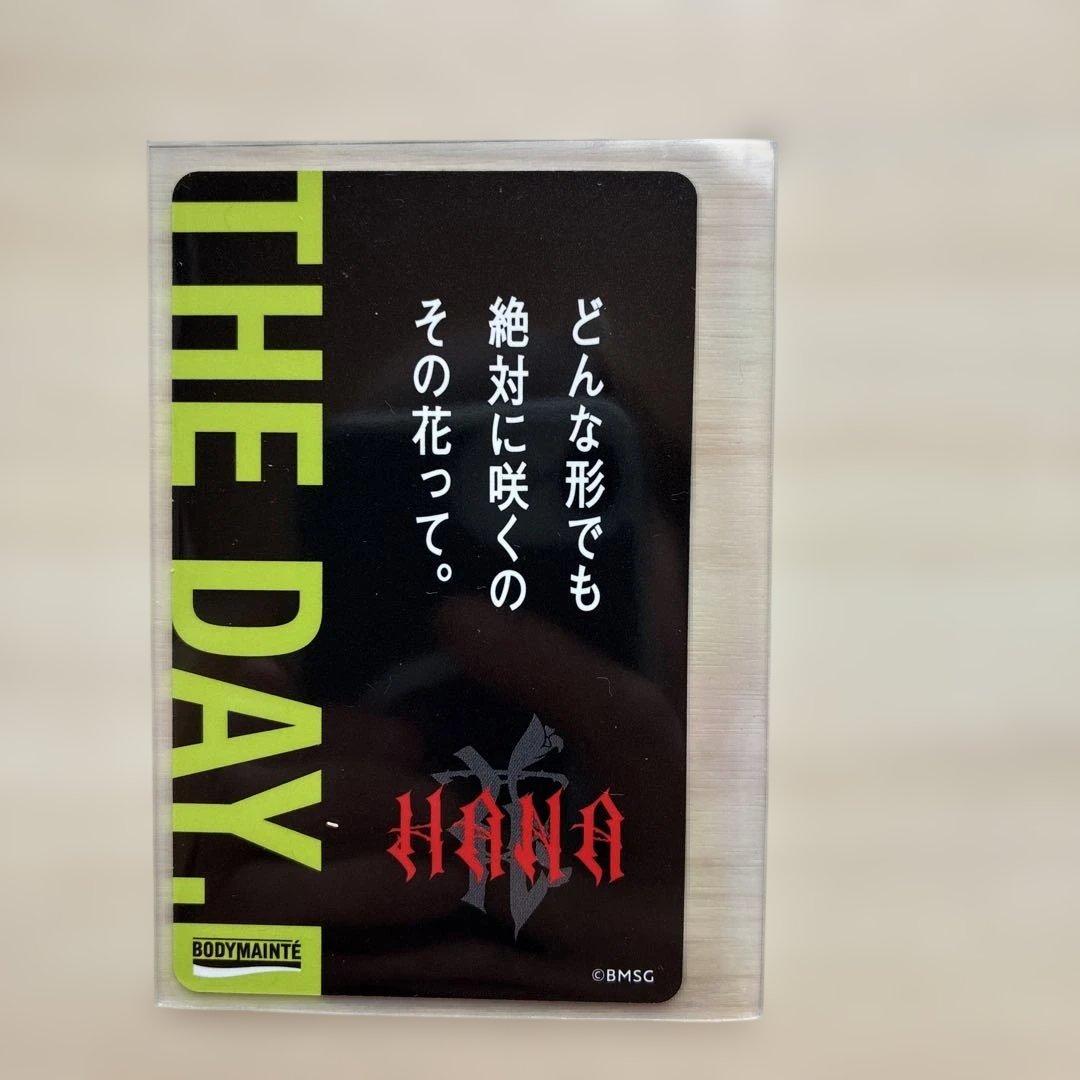 THE DAY.
どんな形でも
絶対に咲くの
その花って。
花
HANA
BODYMAINTÉ
©BMSG